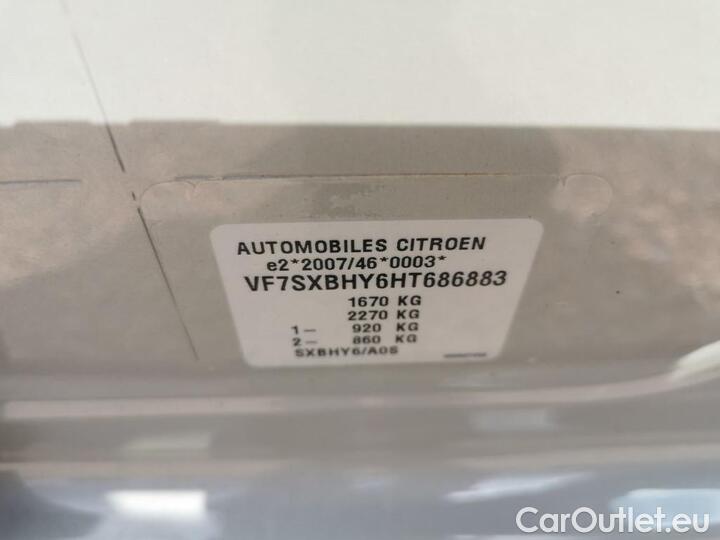 AUTOMOBILES CITROEN
e2*2007/46*0003*
VF7SXBHY6HT686883
1670 KG
2270 KG
1- 920 KG
2- 860 KG
SXBHY6/A0S
CarOutlet.eu